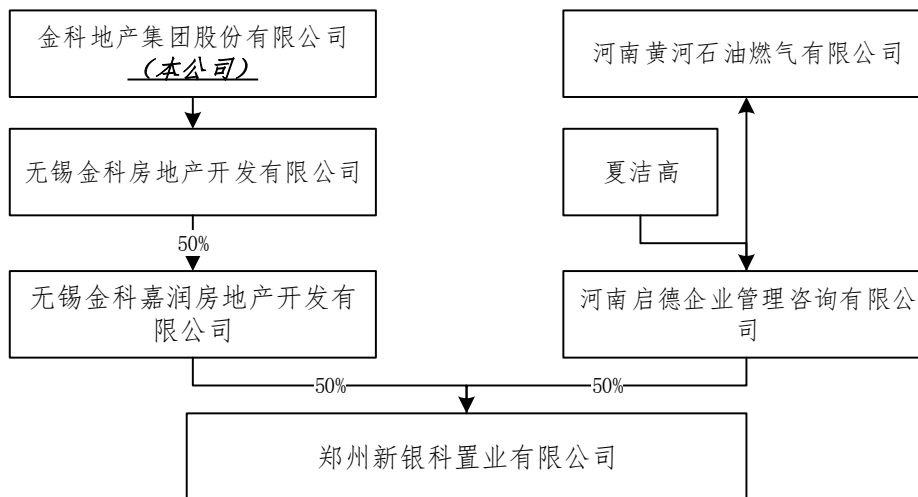 金科地产集团股份有限公司
（本公司）
河南黄河石油燃气有限公司
无锡金科房地产开发有限公司
夏洁高
50%
无锡金科嘉润房地产开发有
限公司
河南启德企业管理咨询有限公
司
50%
50%
郑州新银科置业有限公司